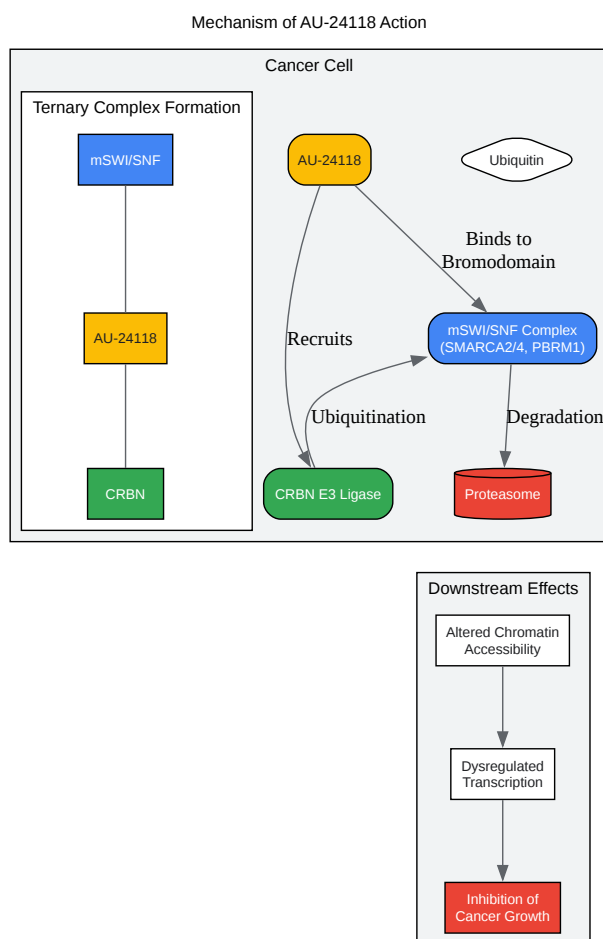 Mechanism of AU-24118 Action
Cancer Cell
Ternary Complex Formation
mSWI/SNF
AU-24118
CRBN
AU-24118
Ubiquitin
Binds to
Bromodomain
mSWI/SNF Complex
(SMARCA2/4, PBRM1)
Recruits
Ubiquitination
Degradation
CRBN E3 Ligase
Proteasome
Downstream Effects
Altered Chromatin
Accessibility
Dysregulated
Transcription
Inhibition of
Cancer Growth